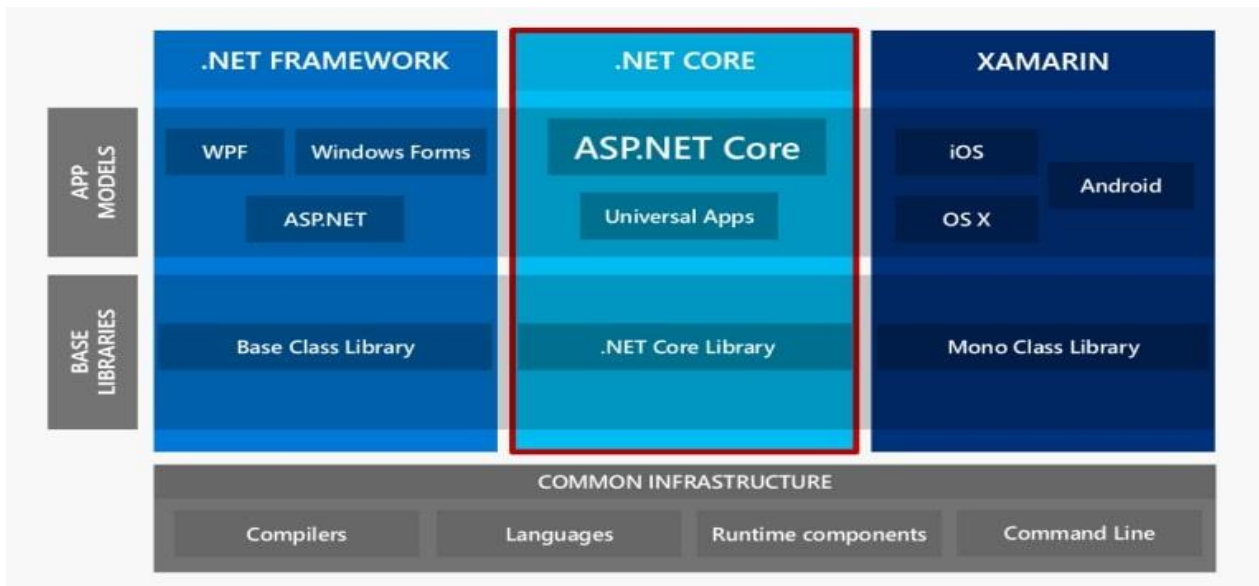 .NET FRAMEWORK
.NET CORE
XAMARIN
APP
MODELS
WPF
Windows Forms
ASP.NET
ASP.NET Core
Universal Apps
iOS
Android
OS X
BASE
LIBRARIES
Base Class Library
.NET Core Library
Mono Class Library
COMMON INFRASTRUCTURE
Compilers
Languages
Runtime components
Command Line